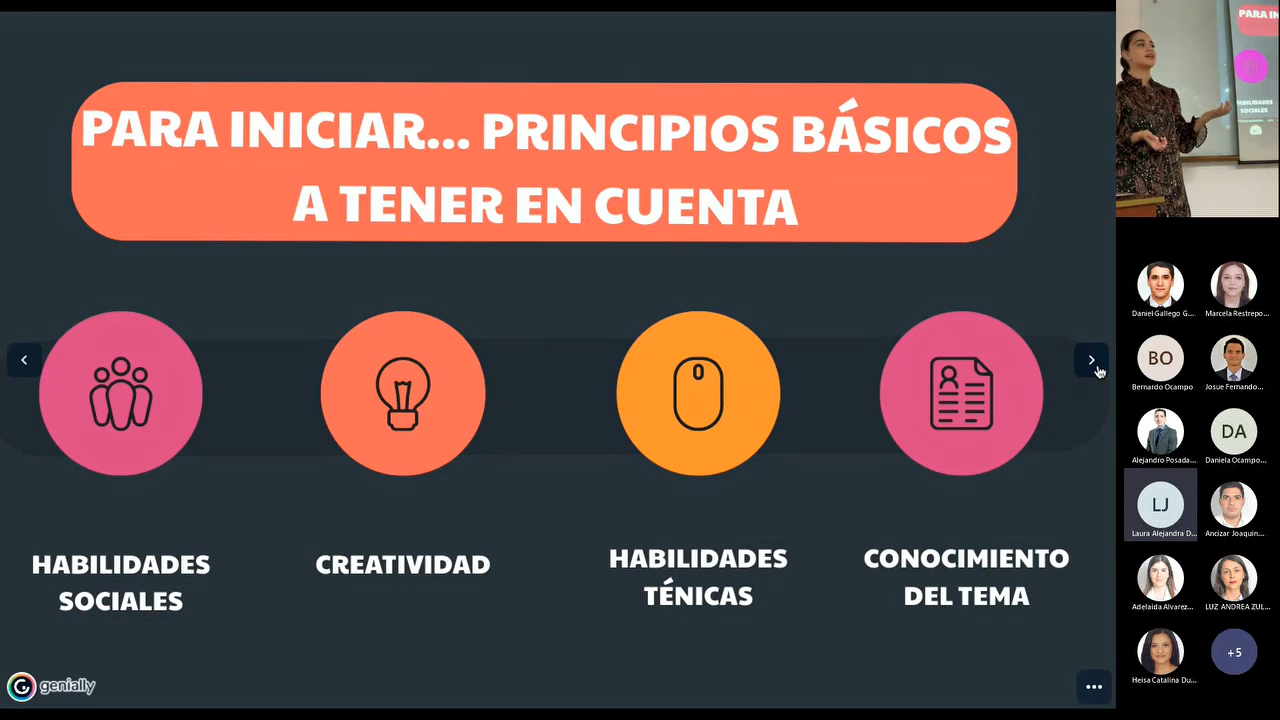 PARA INICIAR... PRINCIPIOS BÁSICOS
A TENER EN CUENTA
HABILIDADES
SOCIALES
CREATIVIDAD
HABILIDADES
TÉNICAS
CONOCIMIENTO
DEL TEMA
genially
PARA IN
HABILIDADES
SOCIALES
Daniel Gallego G...
Marcela Restrepo...
BO
Bernardo Ocampo
Josue Fernando...
Alejandro Posada...
DA
Daniela Ocampo...
LJ
Laura Alejandra D...
Ancizar Joaquin...
Adelaida Alvarez...
LUZ ANDREA ZUL...
Heisa Catalina Du...
+5